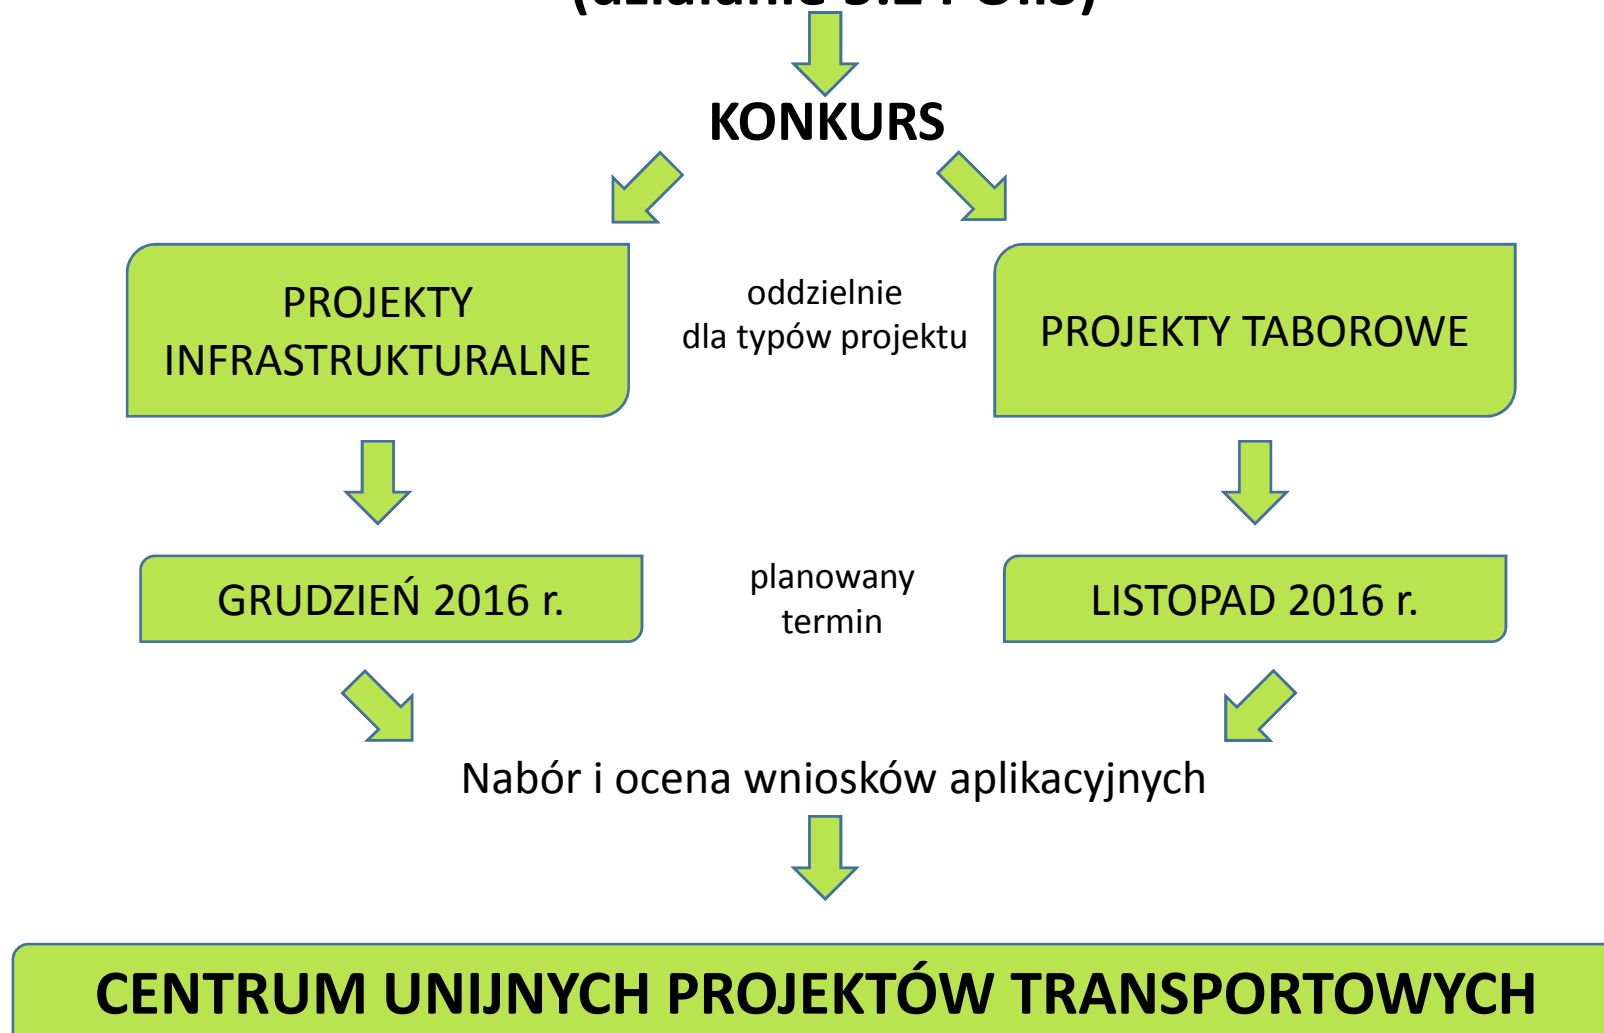 KONKURS
PROJEKTY
INFRASTRUKTURALNE
oddzielnie
dla typów projektu
PROJEKTY TABOROWE
GRUDZIEŃ 2016 r.
planowany
termin
LISTOPAD 2016 r.
Nabór i ocena wniosków aplikacyjnych
CENTRUM UNIJNYCH PROJEKTÓW TRANSPORTOWYCH